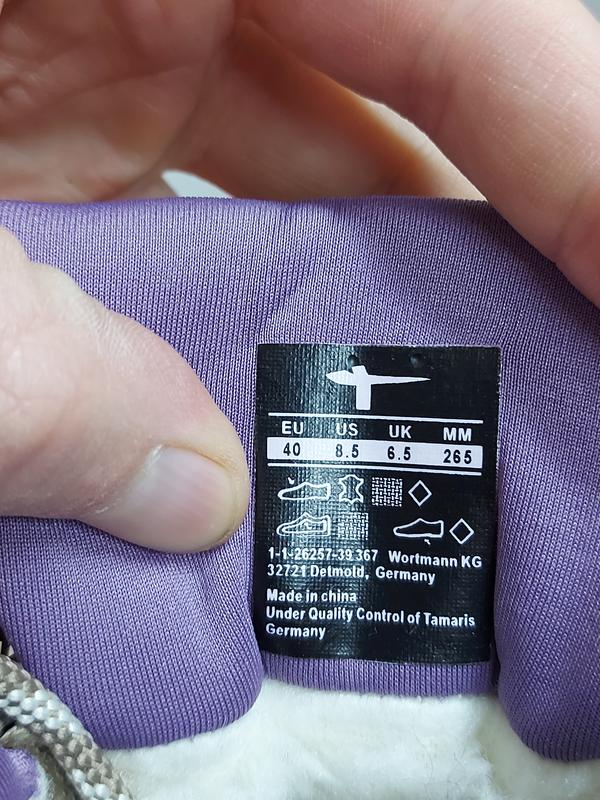 EU US UK MM
40 8.5 6.5 265
1-1-26257-39 367 Wortmann KG
32721 Detmold, Germany
Made in china
Under Quality Control of Tamaris
Germany